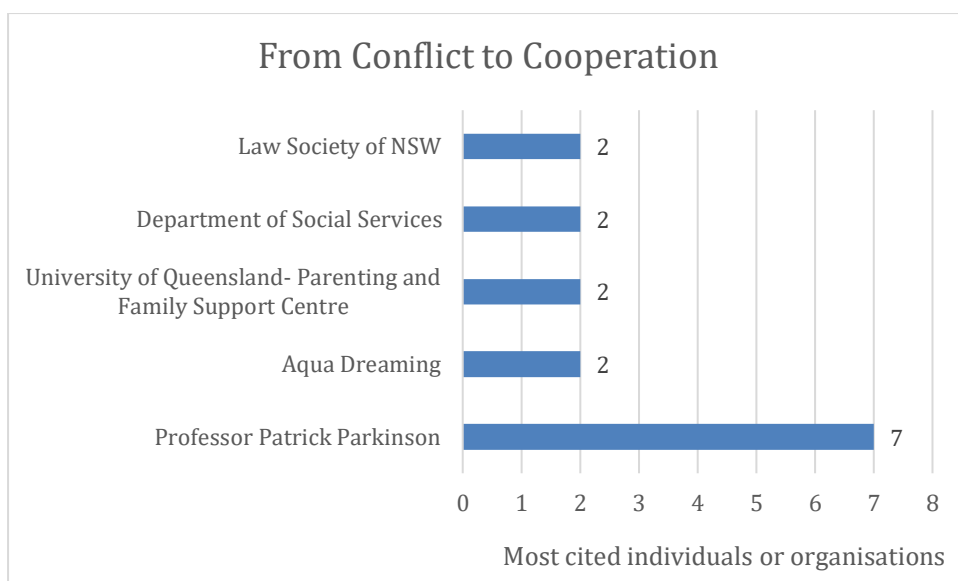 From Conflict to Cooperation
Law Society of NSW
2
Department of Social Services
2
University of Queensland- Parenting and
Family Support Centre
2
Aqua Dreaming
2
Professor Patrick Parkinson
7
0 1 2 3 4 5 6 7 8
Most cited individuals or organisations